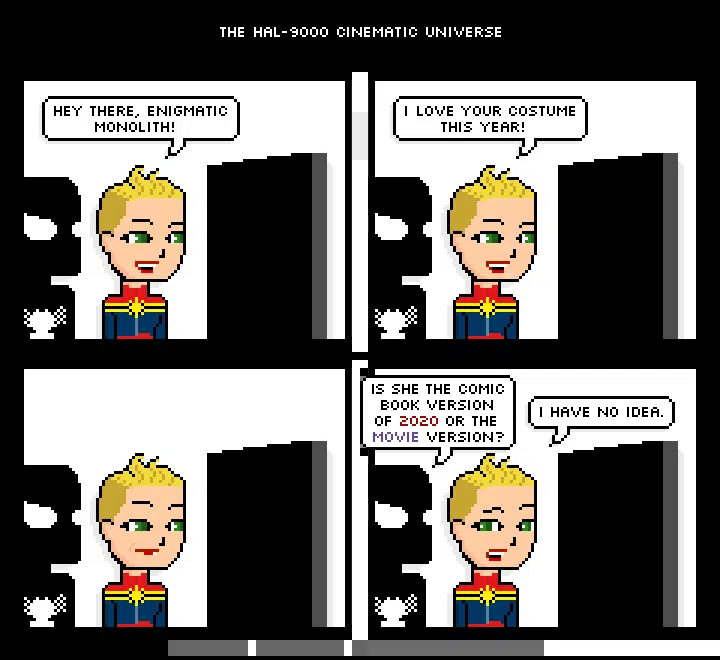 THE HAL-9000 CINEMATIC UNIVERSE
HEY THERE, ENIGMATIC
MONOLITH!
I LOVE YOUR COSTUME
THIS YEAR!
IS SHE THE COMIC
BOOK VERSION
OF 2020 OR THE
MOVIE VERSION?
I HAVE NO IDEA.